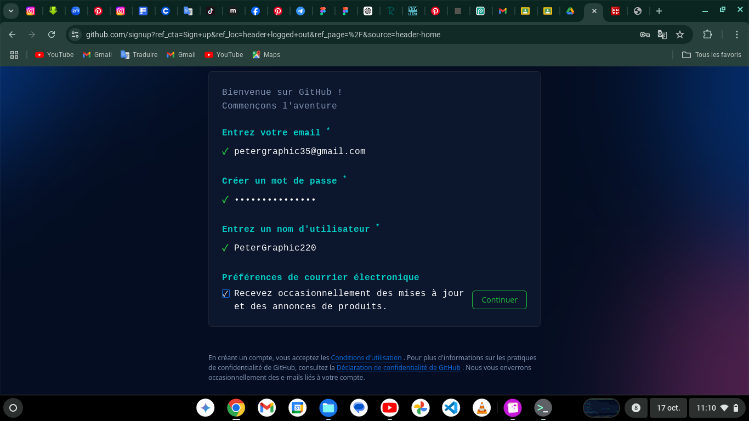 github.com/signup?ref_cta=Sign+up&ref_loc=header+logged+out&ref_page=%2F&source=header-home
YouTube
Gmail
Traduire
Gmail
YouTube
Maps
Tous les favoris
Bienvenue sur GitHub !
Commençons l'aventure
Entrez votre email *
✓ petergraphic35@gmail.com
Créer un mot de passe *
✓ •••••••••••••••
Entrez un nom d'utilisateur *
✓ PeterGraphic220
Préférences de courrier électronique
Recevez occasionnellement des mises à jour
et des annonces de produits.
Continuer
En créant un compte, vous acceptez les Conditions d'utilisation . Pour plus d'informations sur les pratiques
de confidentialité de GitHub, consultez la Déclaration de confidentialité de GitHub . Nous vous enverrons
occasionnellement des e-mails liés à votre compte.
17 oct.
11:10